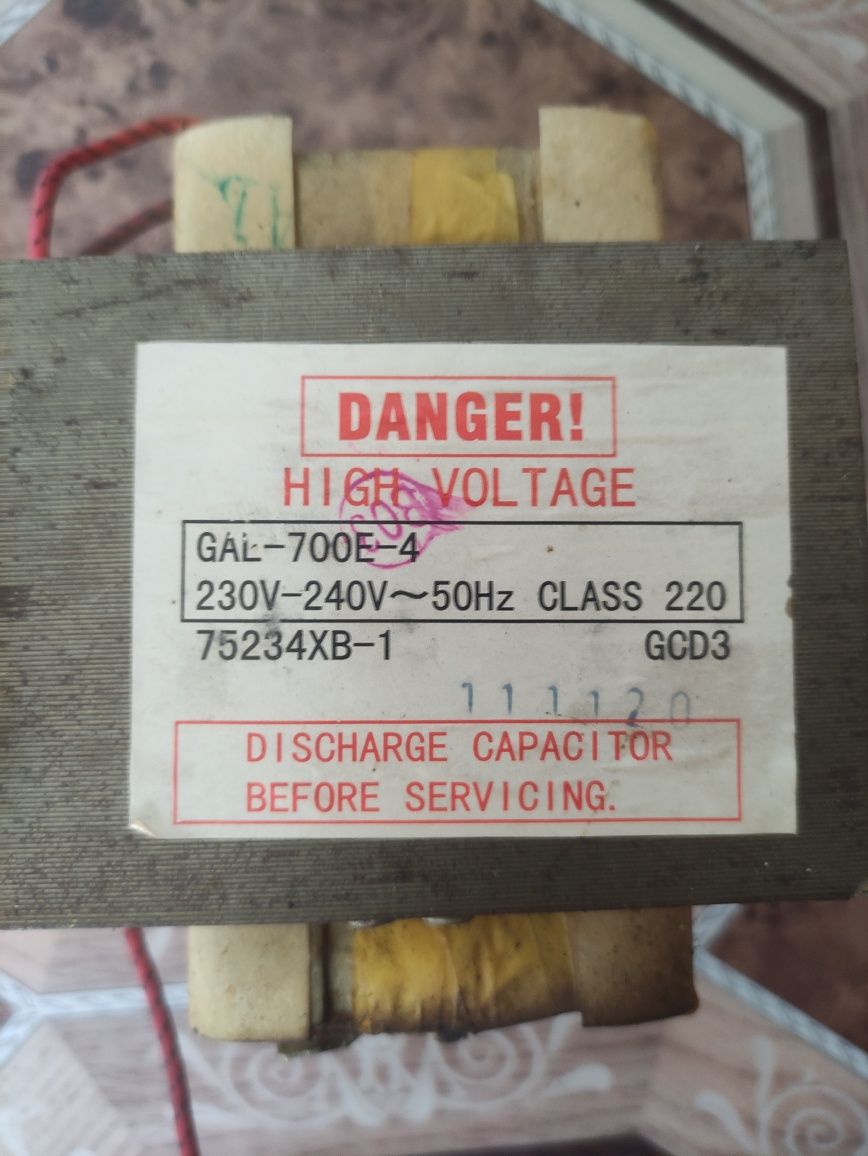 DANGER!
HIGH VOLTAGE
GAL-700E-4
230V-240V~50Hz CLASS 220
75234XB-1 GCD3
111120
DISCHARGE CAPACITOR
BEFORE SERVICING.